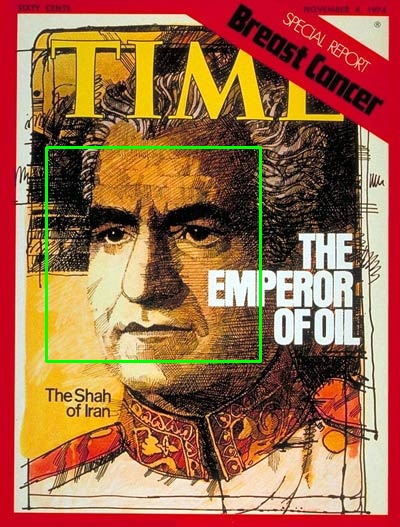 SIXTY CENTS
NOVEMBER 4, 1974
SPECIAL REPORT
Breast Cancer
®
TIME
THE
EMPEROR
OF OIL
The Shah
of Iran